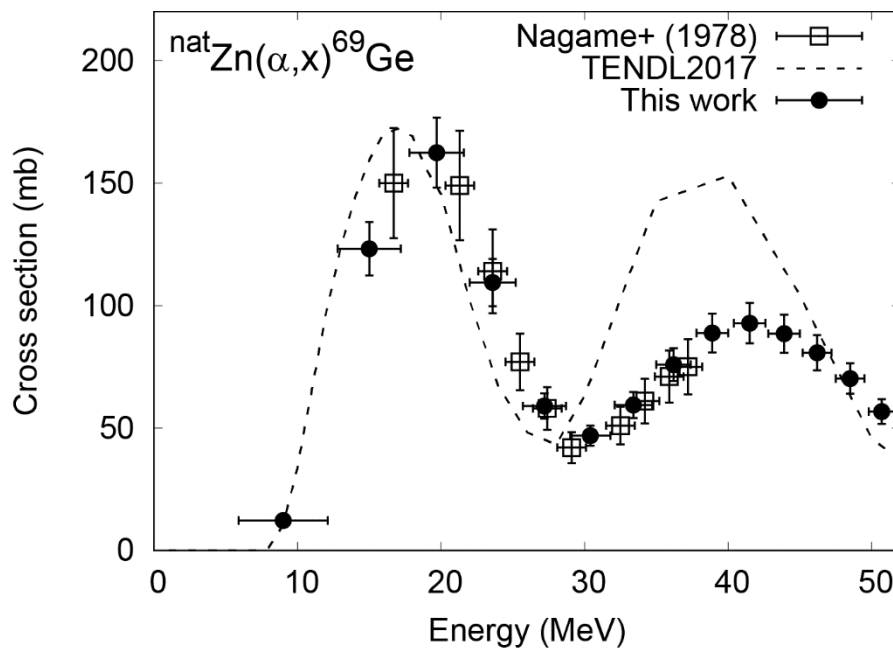 natZn(α,x)69Ge
Nagame+ (1978)
TENDL2017
This work
Cross section (mb)
200
150
100
50
0
0 10 20 30 40 50
Energy (MeV)